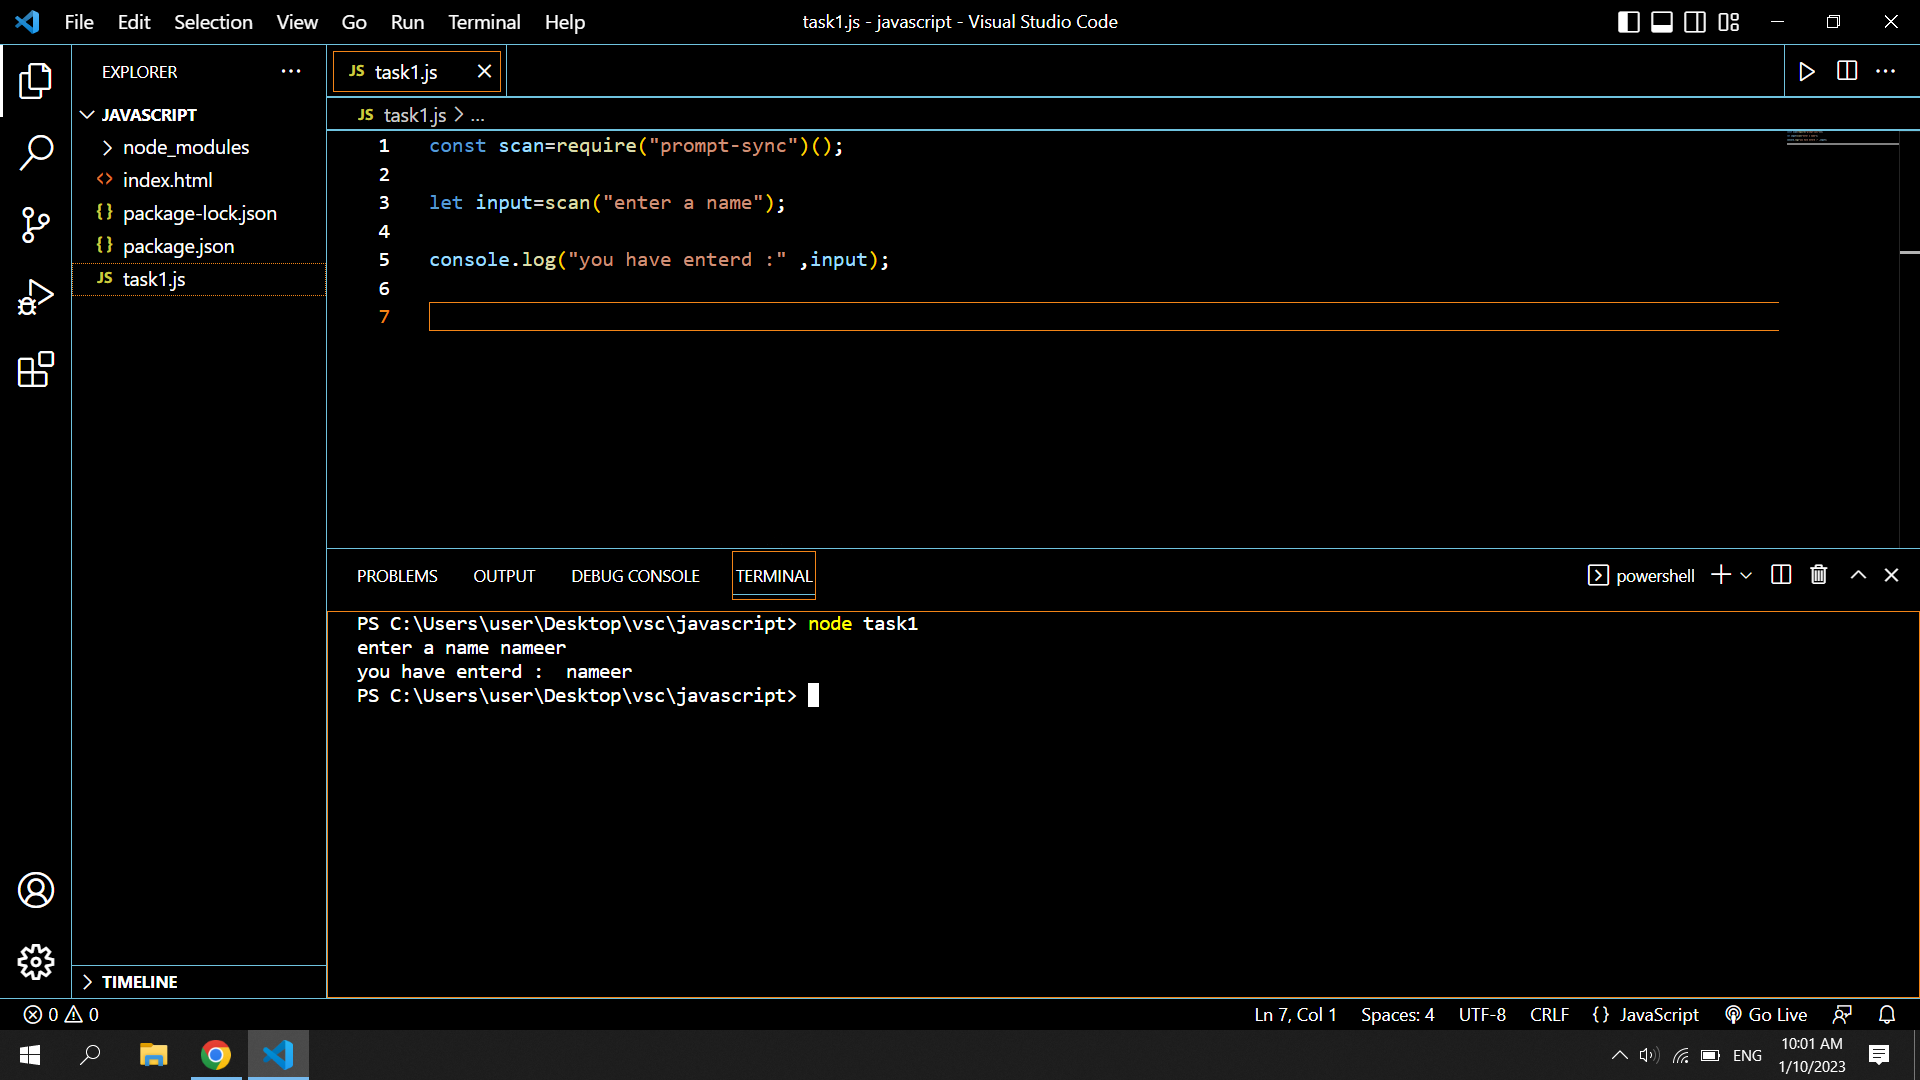 File Edit Selection View Go Run Terminal Help
task1.js - javascript - Visual Studio Code
EXPLORER
JAVASCRIPT
node_modules
<> index.html
{} package-lock.json
{} package.json
JS task1.js
TIMELINE
JS task1.js
JS task1.js > ...
1 const scan=require("prompt-sync")();
2
3 let input=scan("enter a name");
4
5 console.log("you have enterd :" ,input);
6
7
PROBLEMS OUTPUT DEBUG CONSOLE TERMINAL
powershell
PS C:\Users\user\Desktop\vsc\javascript> node task1
enter a name nameer
you have enterd :  nameer
PS C:\Users\user\Desktop\vsc\javascript>
0 0
Ln 7, Col 1 Spaces: 4 UTF-8 CRLF {} JavaScript Go Live
ENG
10:01 AM
1/10/2023